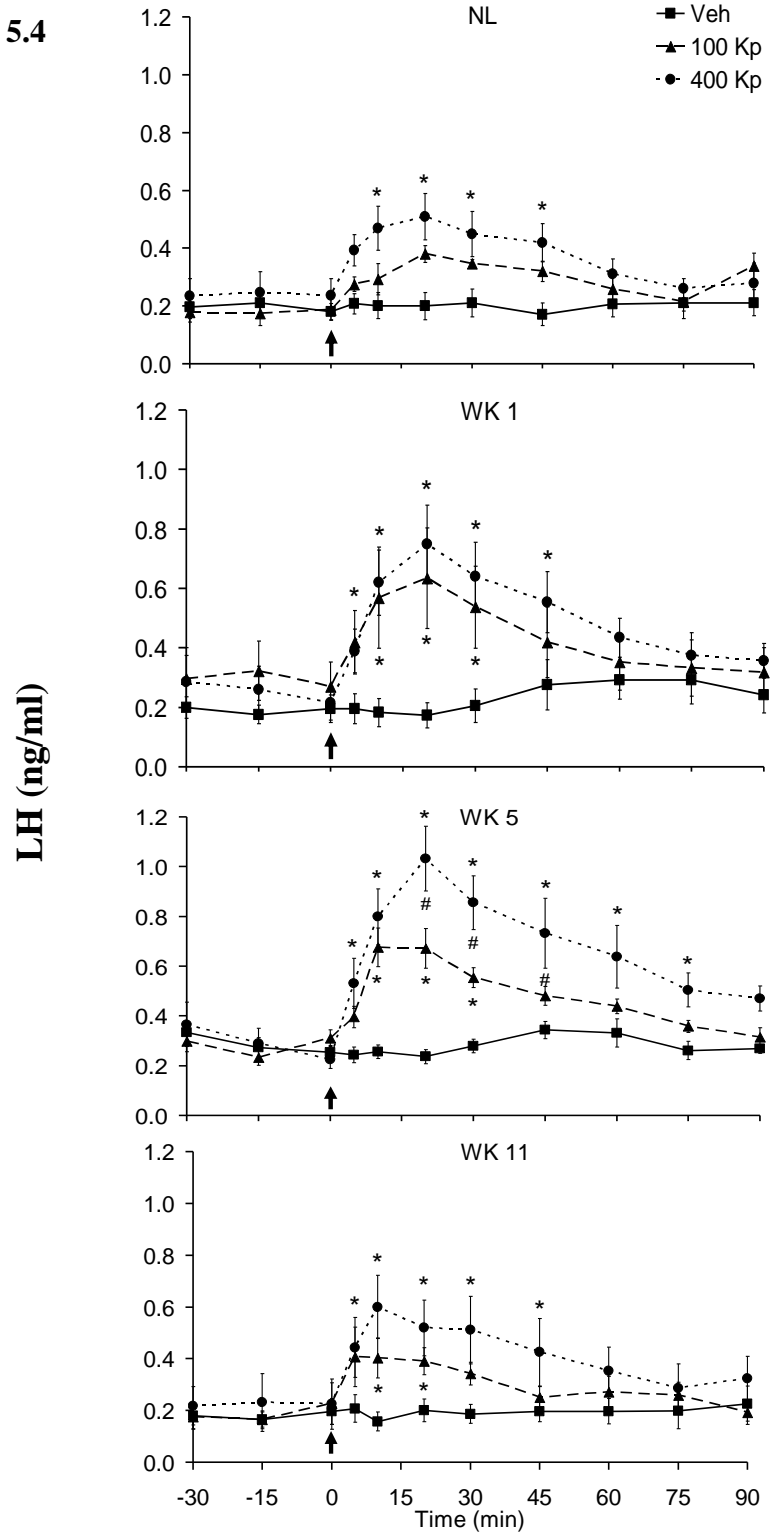 5.4
NL
Veh
100 Kp
400 Kp
1.2
1.0
0.8
0.6
0.4
0.2
0.0
* * * *
WK 1
1.2
1.0
0.8
0.6
0.4
0.2
0.0
* * * * *
* * *
LH (ng/ml)
WK 5
1.2
1.0
0.8
0.6
0.4
0.2
0.0
* * * * * * *
# # #
* * *
WK 11
1.2
1.0
0.8
0.6
0.4
0.2
0.0
* * * * *
* *
-30 -15 0 15 30 45 60 75 90
Time (min)